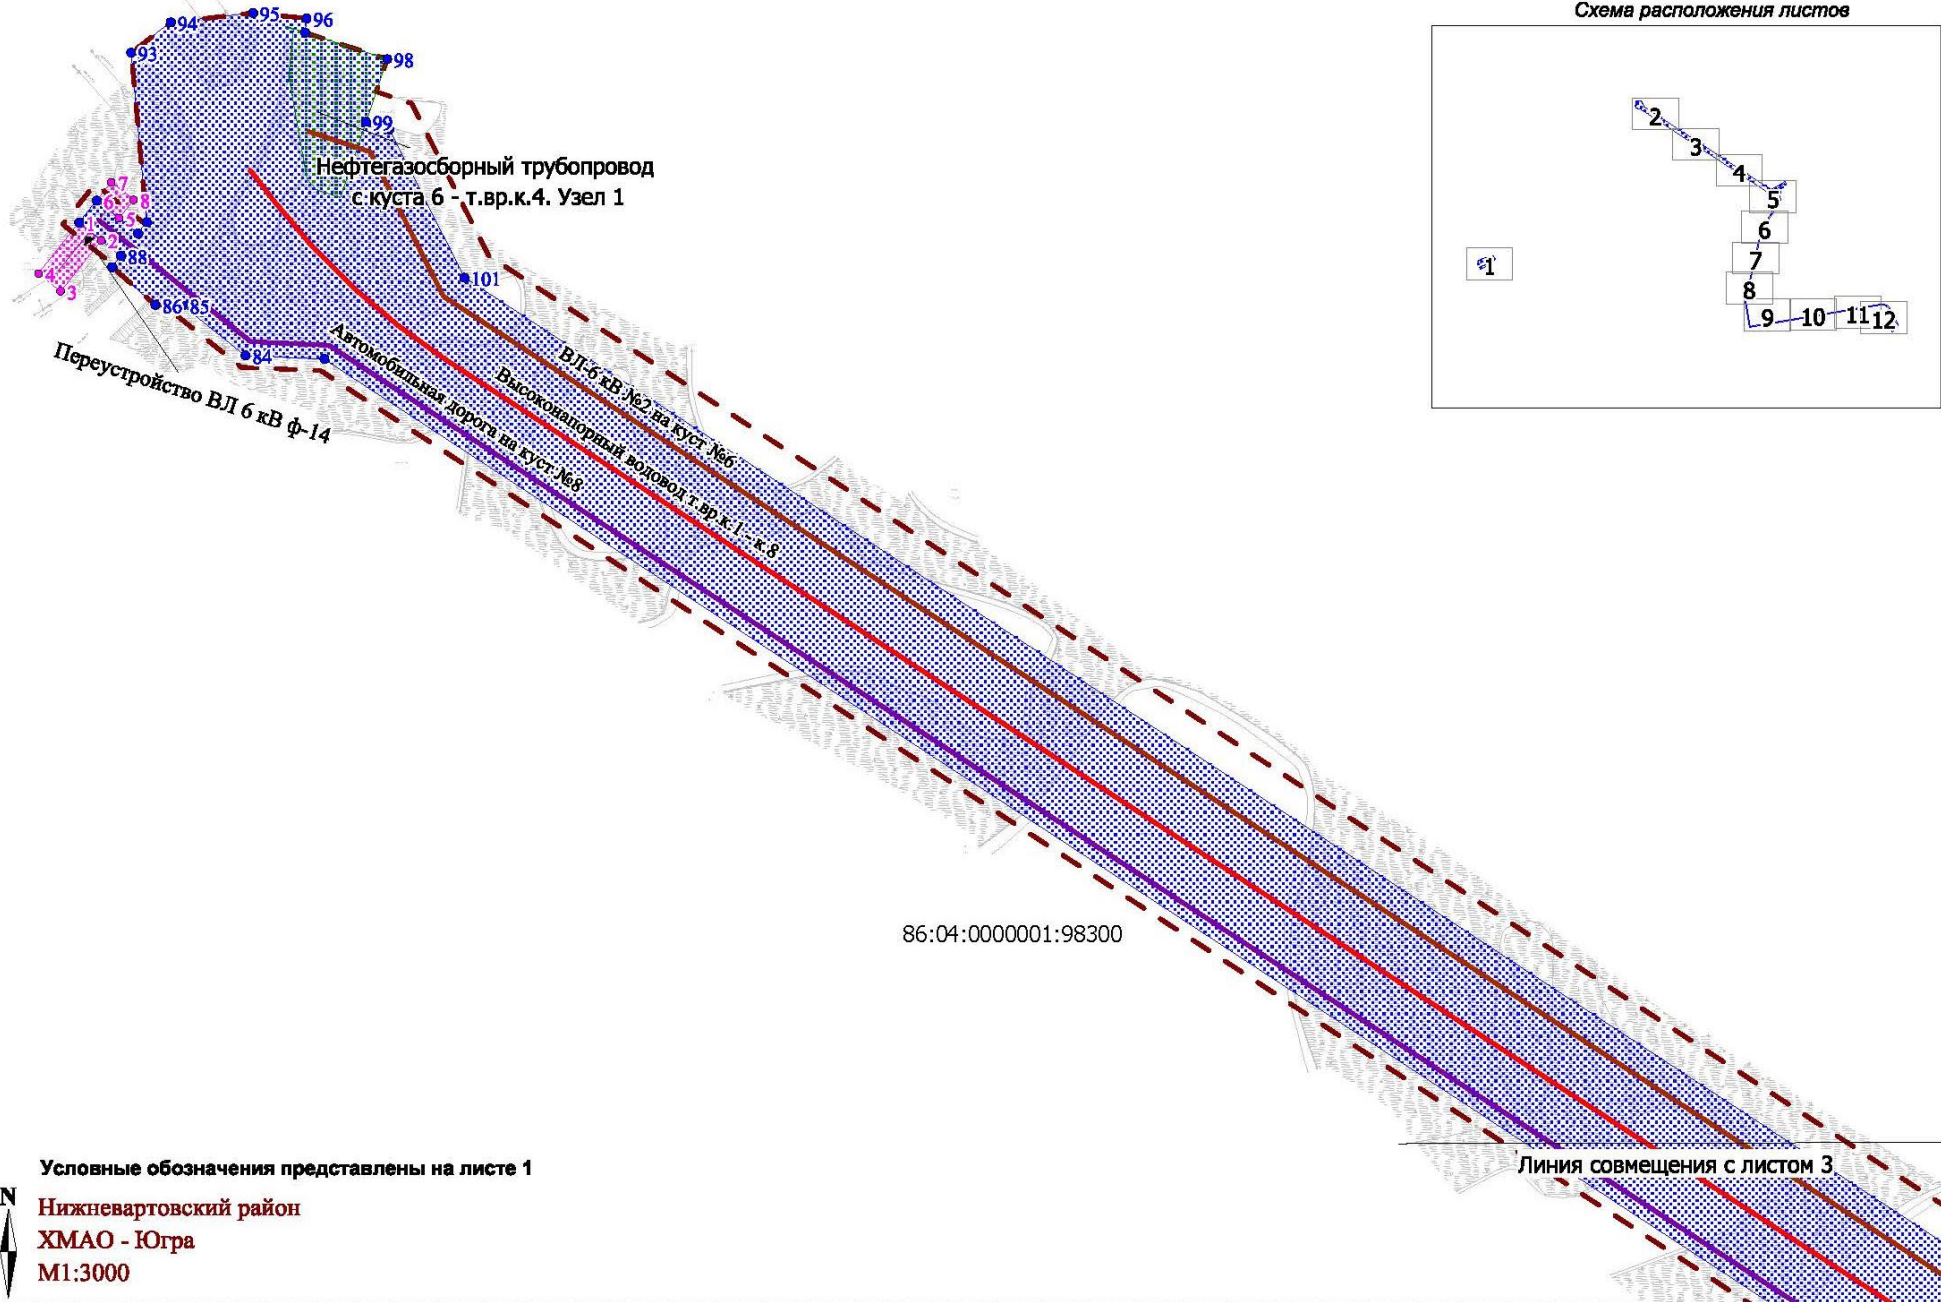 Схема расположения листов
2
3
4
5
6
7
8
9
10
11
12
1
94
95
96
93
98
99
Нефтегазосборный трубопровод
с куста 6 - т.вр.к.4. Узел 1
7
6
8
1
5
2
88
4
3
86
85
101
84
Переустройство ВЛ 6 кВ ф-14
Автомобильная дорога на куст №8
Высоконапорный водовод т.вр.к.1 - к.8
ВЛ-6 кВ №2 на куст №6
86:04:0000001:98300
Линия совмещения с листом 3
Условные обозначения представлены на листе 1
N
Нижневартовский район
ХМАО - Югра
М1:3000